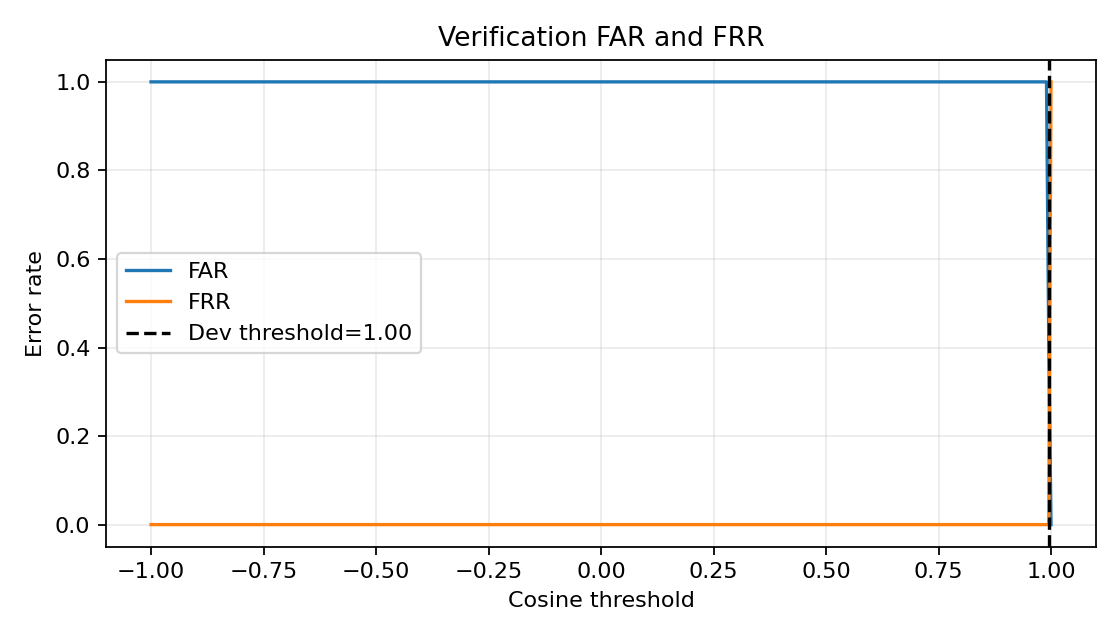 Verification FAR and FRR
Error rate
1.0
0.8
0.6
0.4
0.2
0.0
FAR
FRR
Dev threshold=1.00
−1.00 −0.75 −0.50 −0.25 0.00 0.25 0.50 0.75 1.00
Cosine threshold